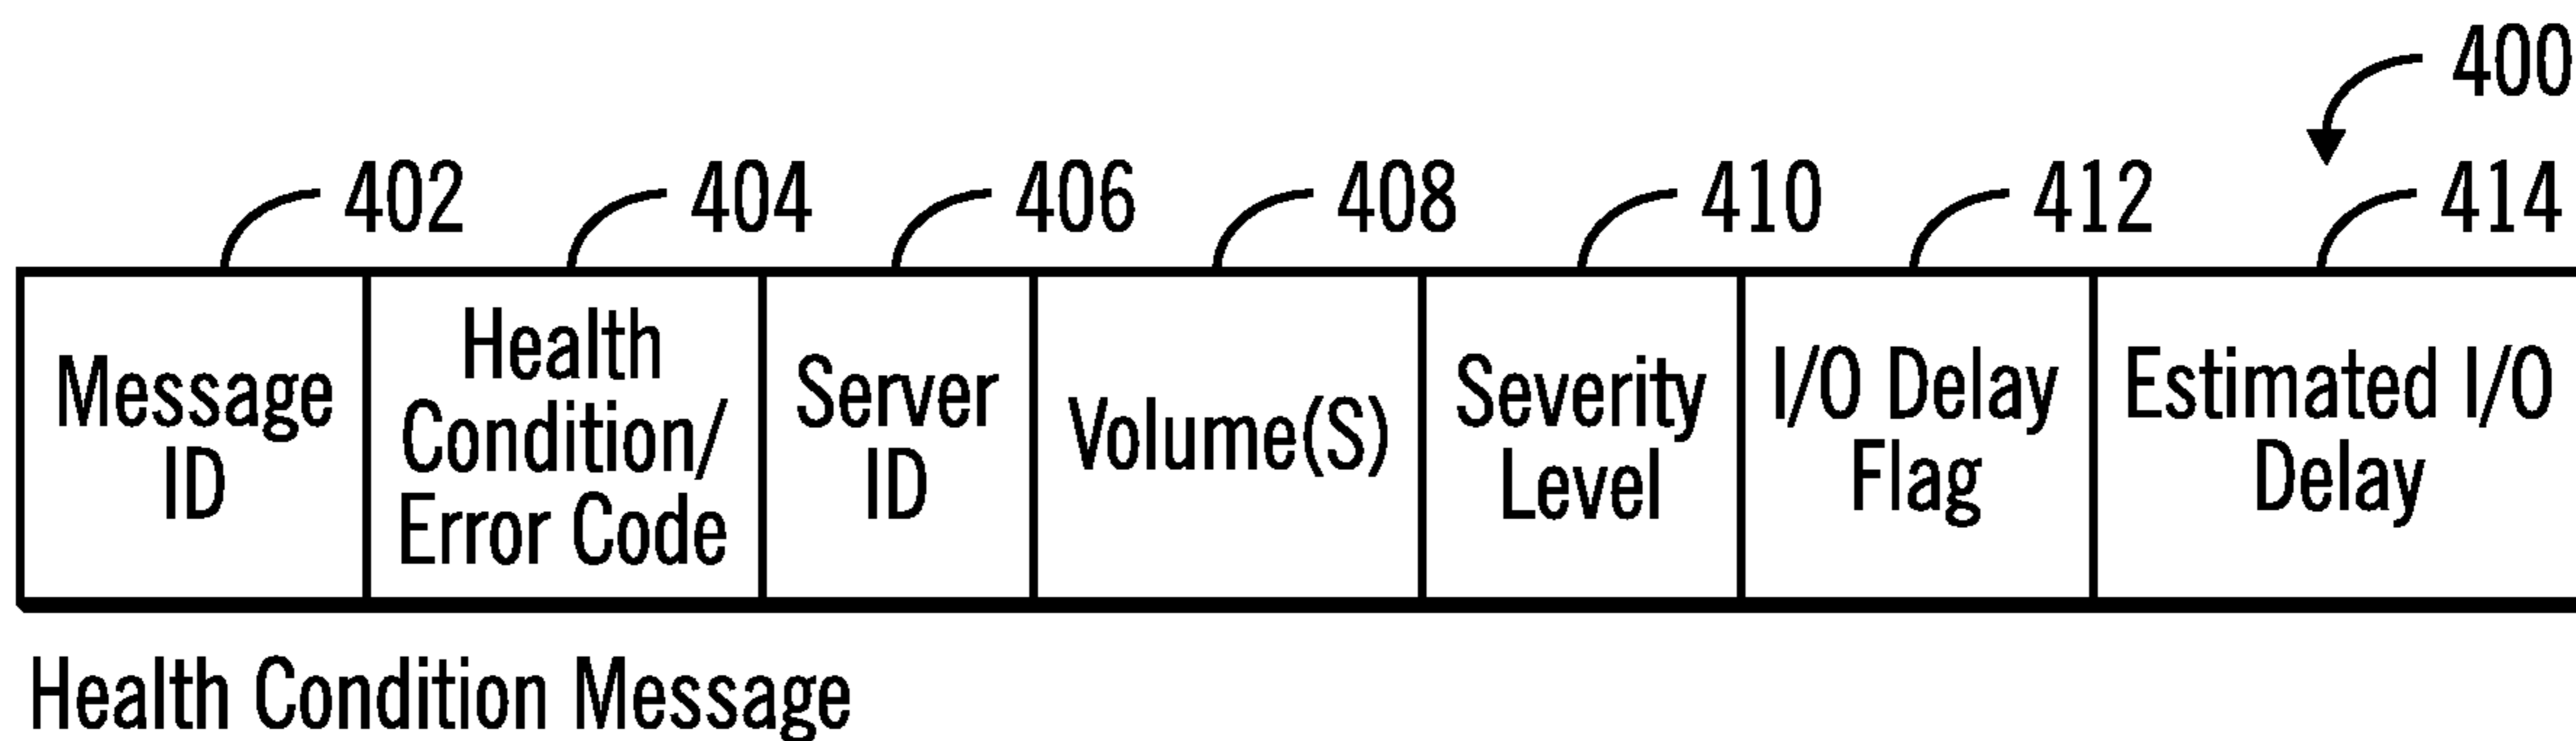 400
402
404
406
408
410
412
414
Message
ID
Health
Condition/
Error Code
Server
ID
Volume(S)
Severity
Level
I/O Delay
Flag
Estimated I/O
Delay
Health Condition Message